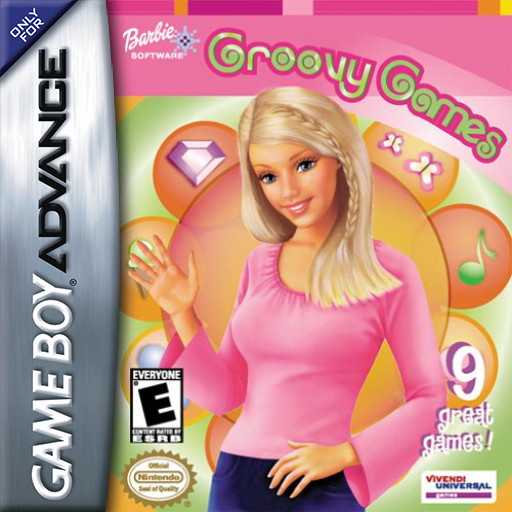 ONLY
FOR
GAME BOY ADVANCE
Barbie
SOFTWARE
Groovy Games
9
great
games!
EVERYONE
E
CONTENT RATED BY
ESRB
Official
Nintendo
Seal of Quality
VIVENDI
UNIVERSAL
games